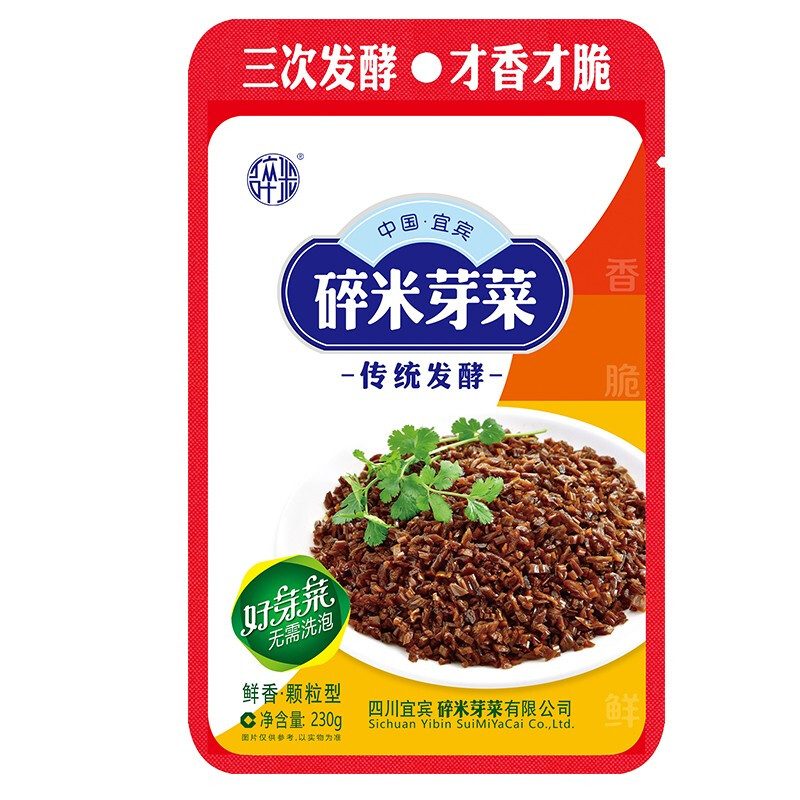 三次发酵●才香才脆
碎米®
中国·宜宾
碎米芽菜
-传统发酵-
香
脆
鲜
好芽菜
无需洗泡
鲜香·颗粒型
净含量: 230g
图片仅供参考,以实物为准
四川宜宾 碎米芽菜有限公司
Sichuan Yibin SuiMiYaCai Co.,Ltd.